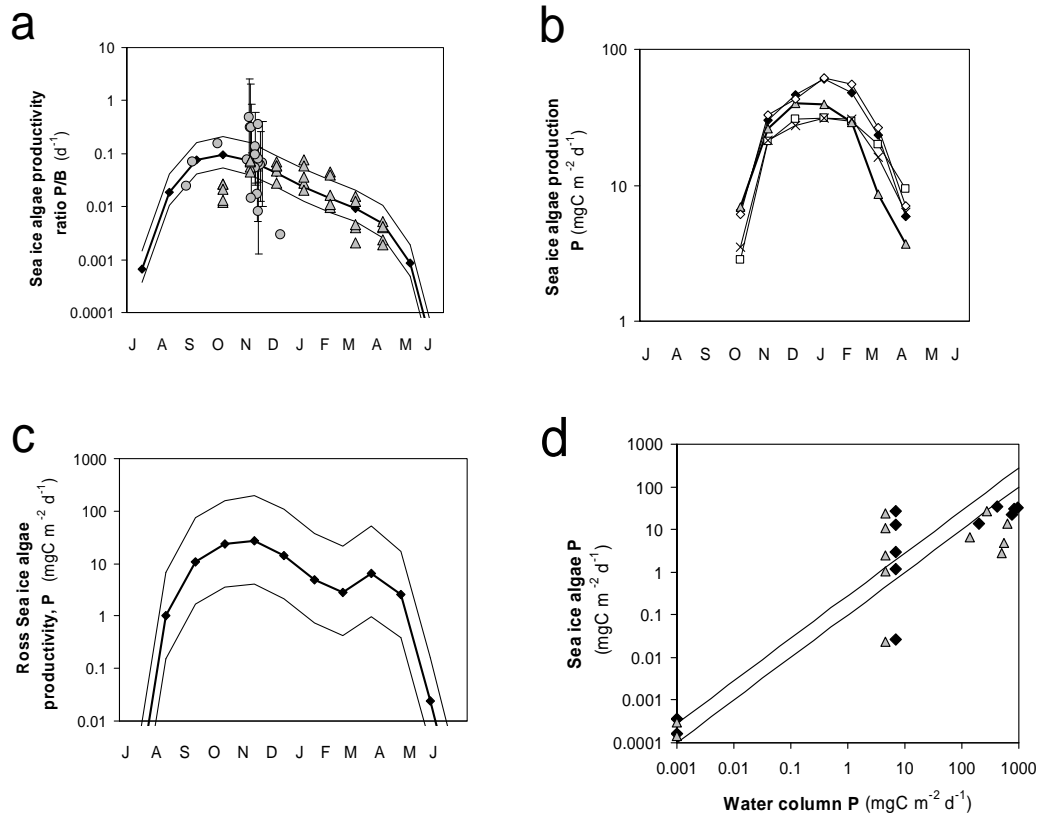 a
10
1
0.1
0.01
0.001
0.0001
Sea ice algae productivity
ratio P/B (d-1)
J A S O N D J F M A M J
b
100
10
1
Sea ice algae production
P (mgC m-2 d-1)
J A S O N D J F M A M J
c
1000
100
10
1
0.1
0.01
Ross Sea ice algae
productivity, P (mgC m-2 d-1)
J A S O N D J F M A M J
d
1000
100
10
1
0.1
0.01
0.001
0.0001
Sea ice algae P
(mgC m-2 d-1)
0.001 0.01 0.1 1 10 100 1000
Water column P (mgC m-2 d-1)